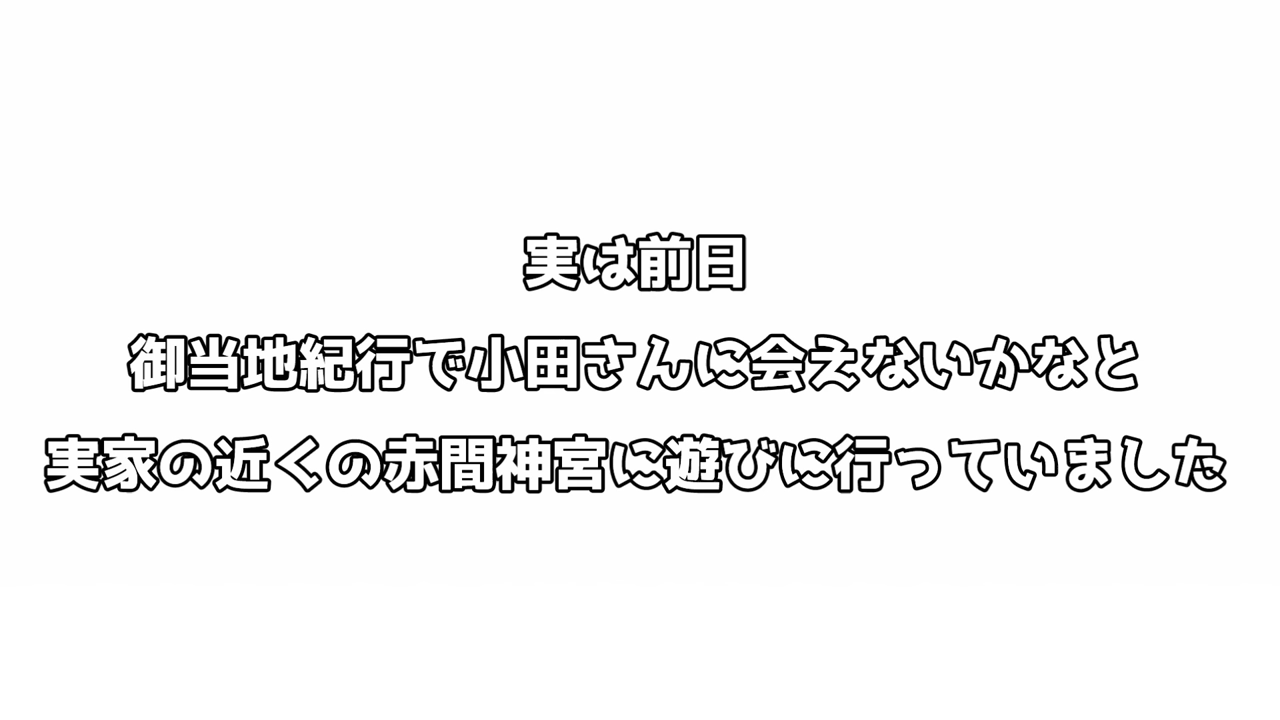 実は前日
御当地紀行で小田さんに会えないかなと
実家の近くの赤間神宮に遊びに行っていました